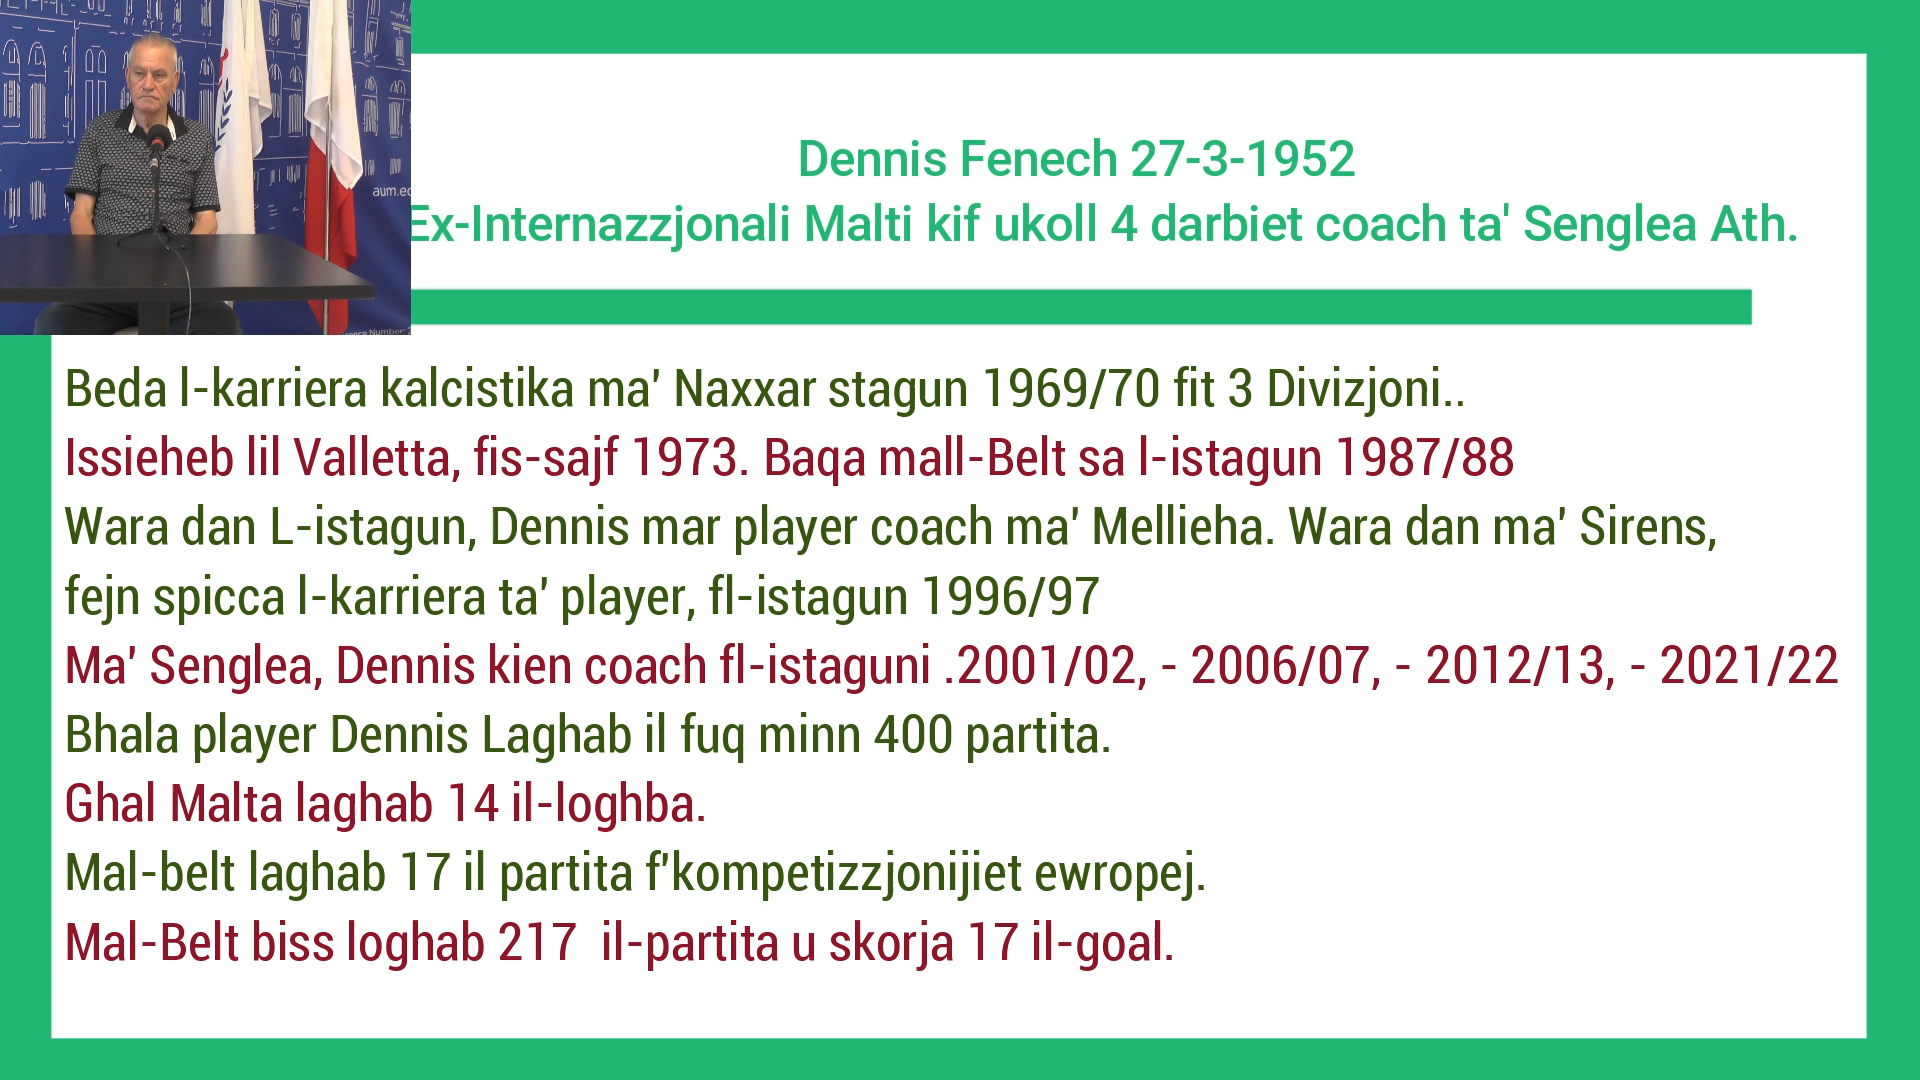 aum.ed
Dennis Fenech 27-3-1952
Ex-Internazzjonali Malti kif ukoll 4 darbiet coach ta' Senglea Ath.
Beda l-karriera kalcistika ma' Naxxar stagun 1969/70 fit 3 Divizjoni..
Issieheb lil Valletta, fis-sajf 1973. Baqa mall-Belt sa l-istagun 1987/88
Wara dan L-istagun, Dennis mar player coach ma' Mellieha. Wara dan ma' Sirens,
fejn spicca l-karriera ta' player, fl-istagun 1996/97
Ma' Senglea, Dennis kien coach fl-istaguni .2001/02, - 2006/07, - 2012/13, - 2021/22
Bhala player Dennis Laghab il fuq minn 400 partita.
Ghal Malta laghab 14 il-loghba.
Mal-belt laghab 17 il partita f'kompetizzjonijiet ewropej.
Mal-Belt biss loghab 217 il-partita u skorja 17 il-goal.